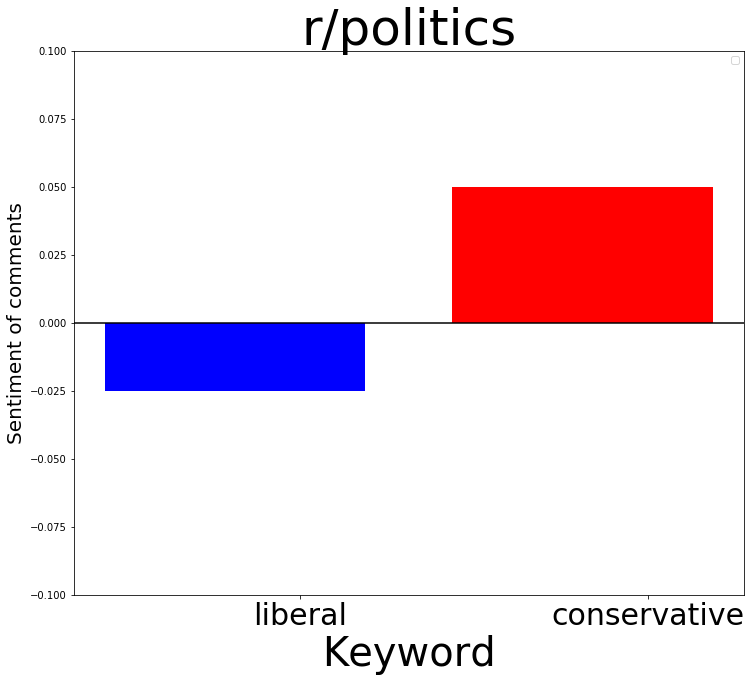 r/politics
0.100
0.075
0.050
0.025
0.000
−0.025
−0.050
−0.075
−0.100
Sentiment of comments
liberal conservative
Keyword